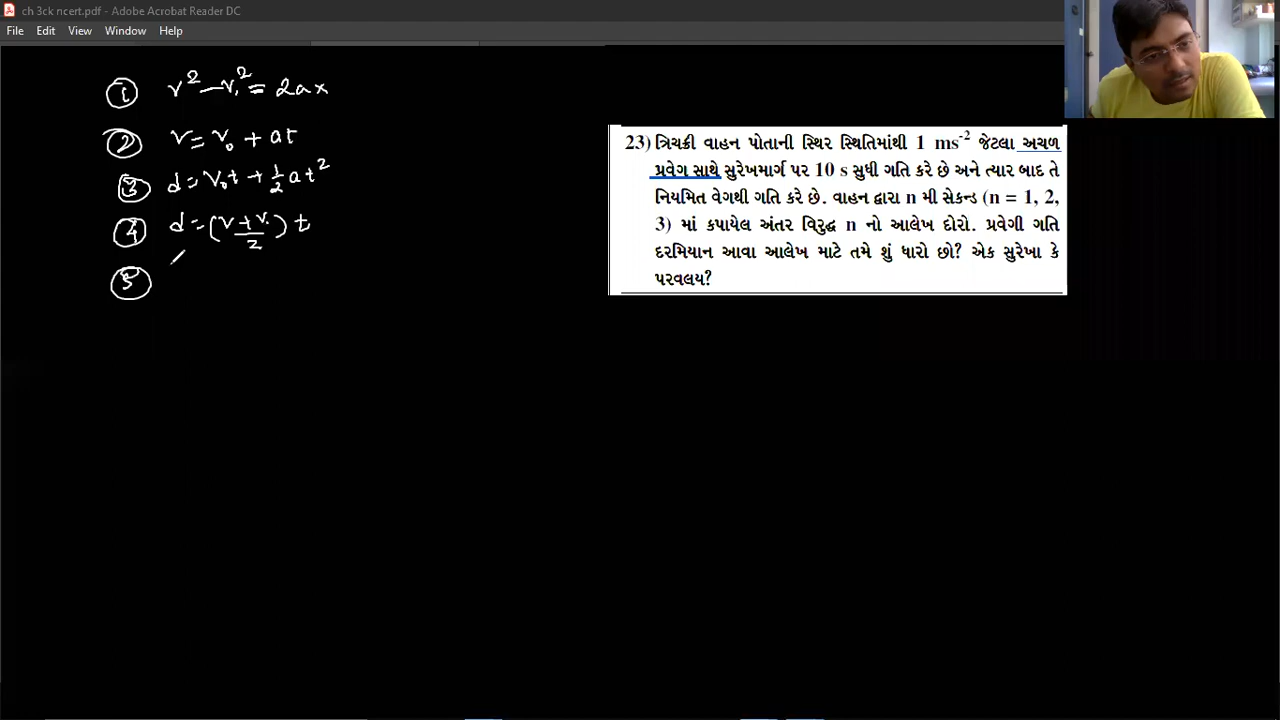 ch 3ck ncert.pdf - Adobe Acrobat Reader DC
File Edit View Window Help
① v² - v₀² = 2ax
② v = v₀ + at
③ d = v₀t + ½at²
④ d = (v + v₀ / 2) t
⑤
23) ત્રિચક્રી વાહન પોતાની સ્થિર સ્થિતિમાંથી 1 ms⁻² જેટલા અચળ
પ્રવેગ સાથે સુરેખમાર્ગ પર 10 s સુધી ગતિ કરે છે અને ત્યાર બાદ તે
નિયમિત વેગથી ગતિ કરે છે. વાહન દ્વારા n મી સેકન્ડ (n = 1, 2,
3) માં કપાયેલ અંતર વિરુદ્ધ n નો આલેખ દોરો. પ્રવેગી ગતિ
દરમિયાન આવા આલેખ માટે તમે શું ધારો છો? એક સુરેખા કે
પરવલય?